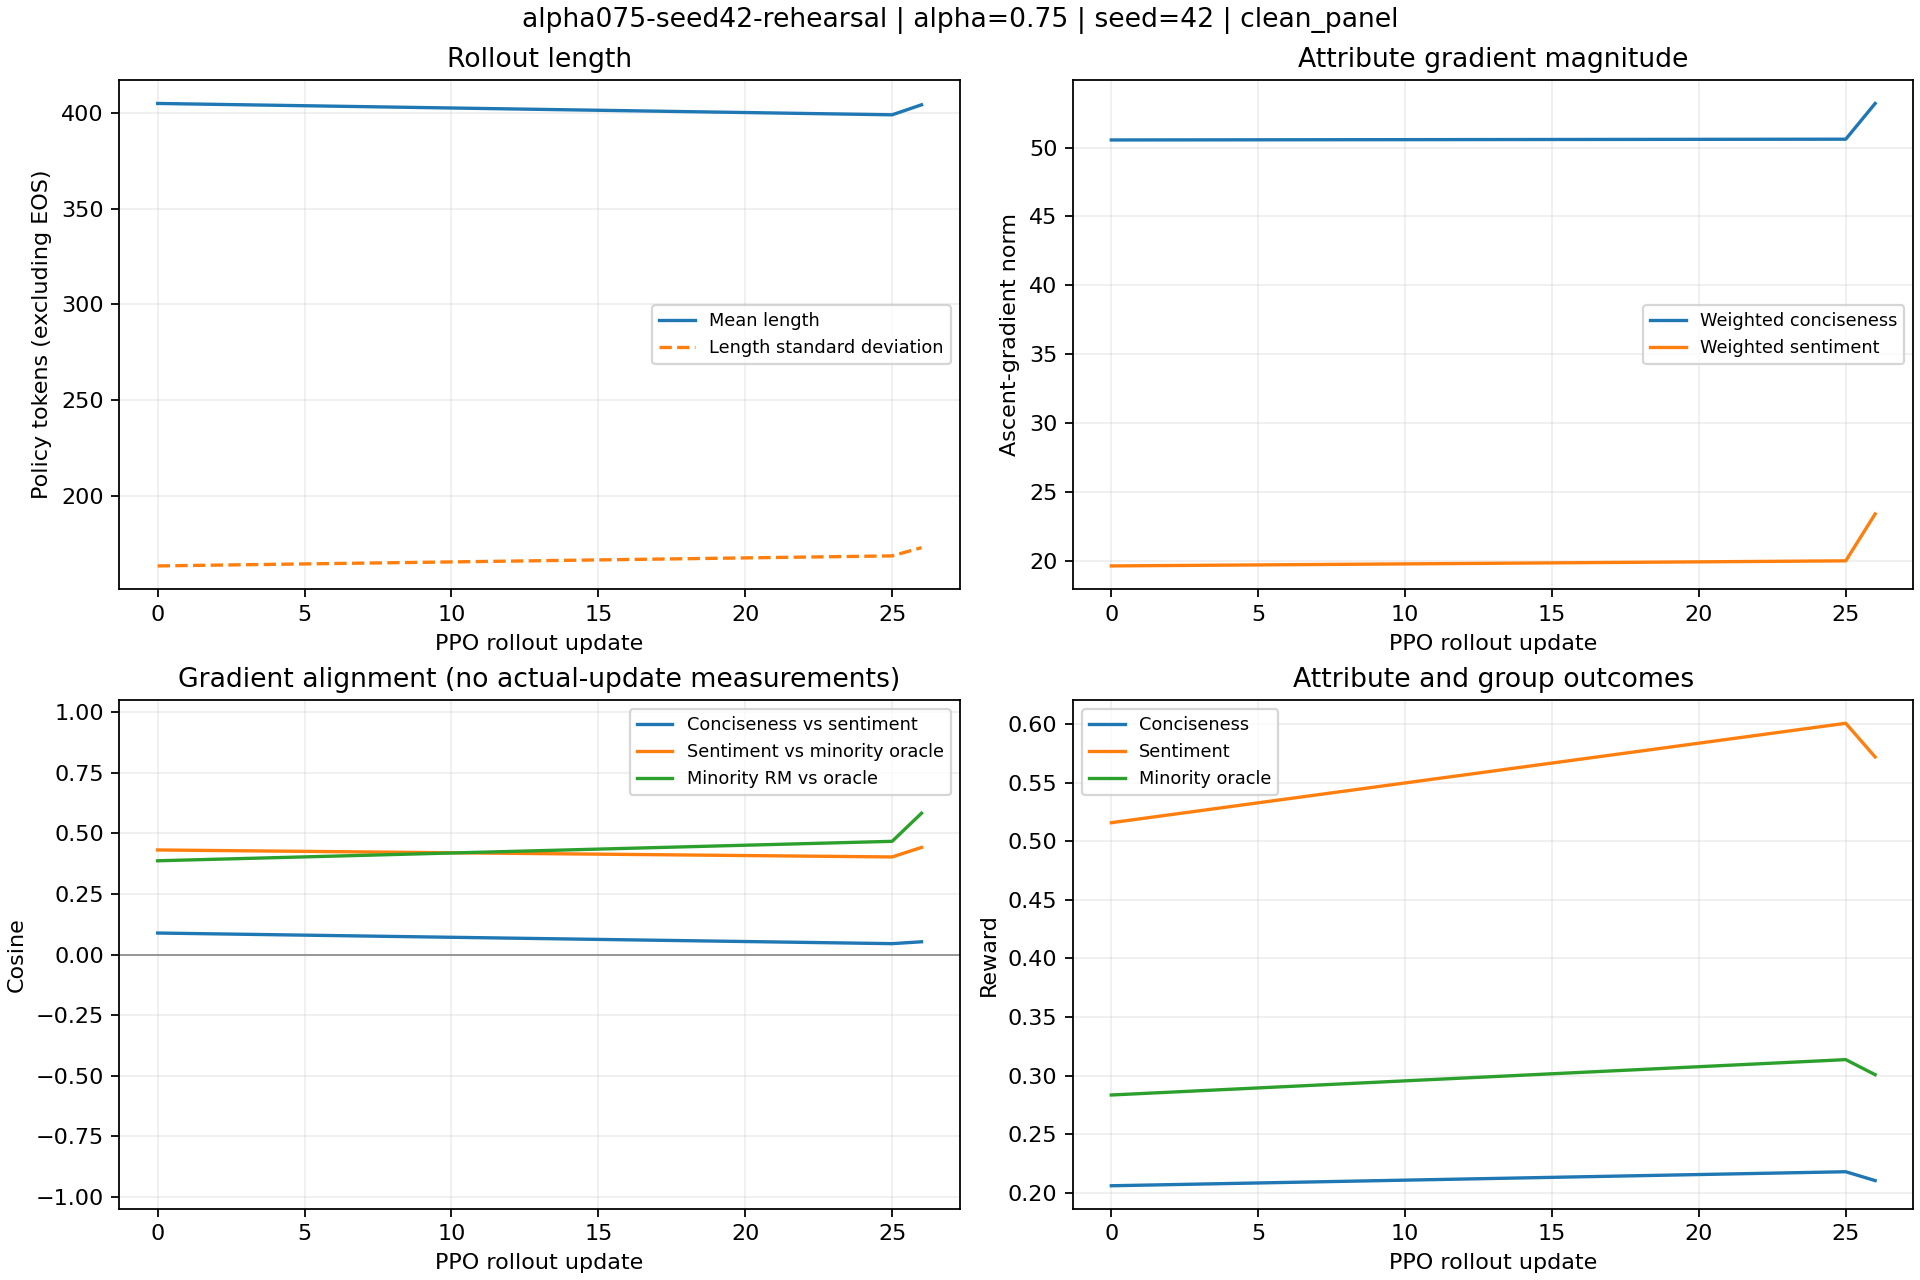 alpha075-seed42-rehearsal | alpha=0.75 | seed=42 | clean_panel
Rollout length
Policy tokens (excluding EOS)
400
350
300
250
200
Mean length
Length standard deviation
0 5 10 15 20 25
PPO rollout update
Attribute gradient magnitude
Ascent-gradient norm
50
45
40
35
30
25
20
Weighted conciseness
Weighted sentiment
0 5 10 15 20 25
PPO rollout update
Gradient alignment (no actual-update measurements)
Cosine
1.00
0.75
0.50
0.25
0.00
−0.25
−0.50
−0.75
−1.00
Conciseness vs sentiment
Sentiment vs minority oracle
Minority RM vs oracle
0 5 10 15 20 25
PPO rollout update
Attribute and group outcomes
Reward
0.60
0.55
0.50
0.45
0.40
0.35
0.30
0.25
0.20
Conciseness
Sentiment
Minority oracle
0 5 10 15 20 25
PPO rollout update